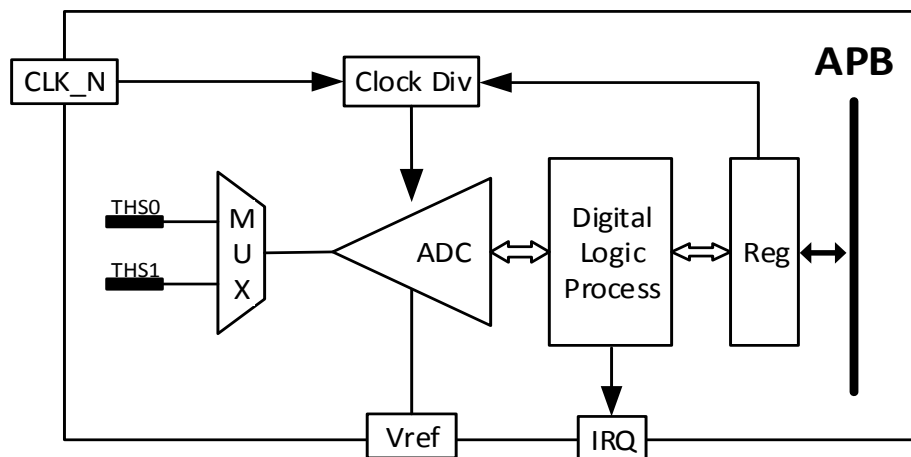 CLK_N
Clock Div
APB
THS0
THS1
M
U
X
ADC
Digital
Logic
Process
Reg
Vref
IRQ